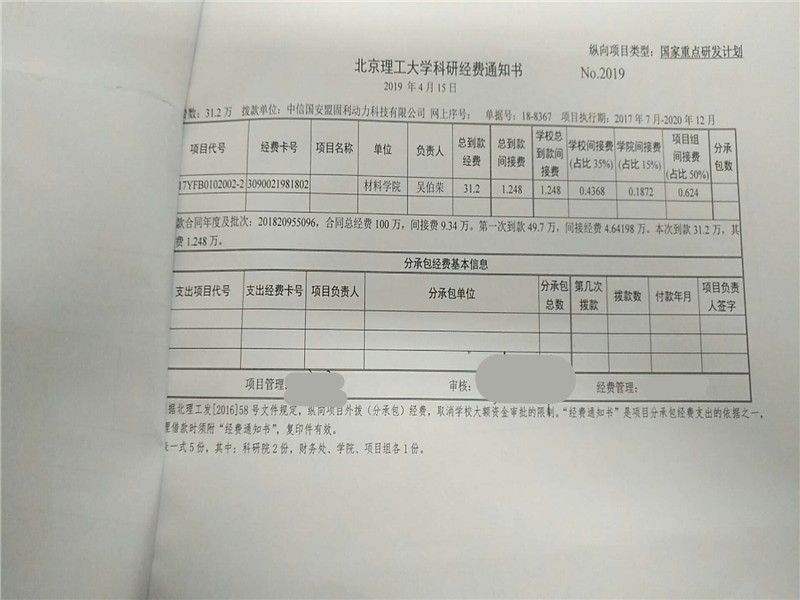 纵向项目类型：国家重点研发计划
北京理工大学科研经费通知书
No.2019
2019 年 4 月 15 日
数：31.2 万 拨款单位：中信国安盟固利动力科技有限公司 网上序号： 单据号：18-8367 项目执行期：2017 年 7 月-2020 年 12 月
项目代号 经费卡号 项目名称 单位 负责人 总到款经费 总到款间接费 学校总到款间接费 学校间接费(占比 35%) 学院间接费(占比 15%) 项目组间接费(占比 50%) 分承包数
17YFB0102002-2 3090021981802 材料学院 吴伯荣 31.2 1.248 1.248 0.4368 0.1872 0.624
款合同年度及批次：201820955096，合同总经费 100 万，间接费 9.34 万。第一次到款 49.7 万，间接经费 4.64198 万。本次到款 31.2 万，其
费 1.248 万。
分承包经费基本信息
支出项目代号 支出经费卡号 项目负责人 分承包单位 分承包总数 第几次拨款 拨款数 付款年月 项目负责人签字
项目管理： 审核： 经费管理：
据北理工发[2016]58 号文件规定，纵向项目外拨（分承包）经费，取消学校大额资金审批的限制。“经费通知书”是项目分承包经费支出的依据之一，
借款时须附“经费通知书”，复印件有效。
一式 5 份，其中：科研院 2 份，财务处、学院、项目组各 1 份。